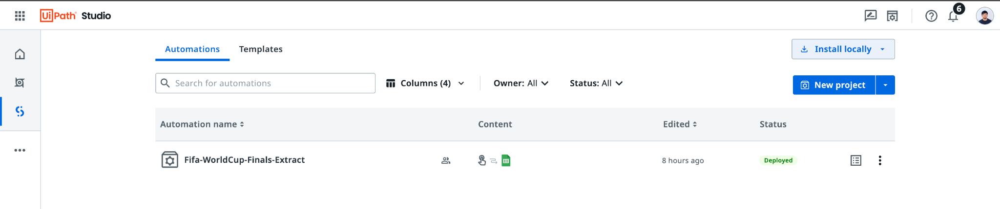 UiPath Studio
6
Automations Templates
Install locally
Search for automations
Columns (4)
Owner: All
Status: All
New project
Automation name Content Edited Status
Fifa-WorldCup-Finals-Extract 8 hours ago Deployed